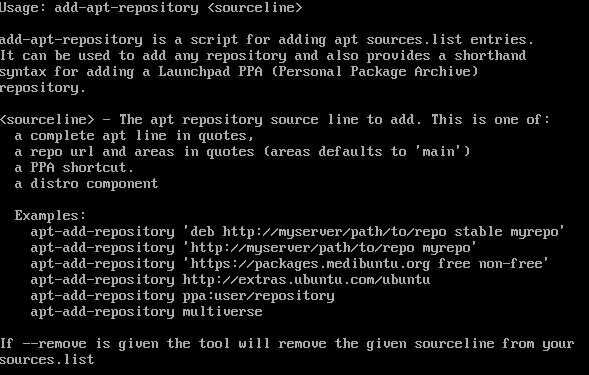 Usage: add-apt-repository <sourceline>
add-apt-repository is a script for adding apt sources.list entries.
It can be used to add any repository and also provides a shorthand
syntax for adding a Launchpad PPA (Personal Package Archive)
repository.
<sourceline> - The apt repository source line to add. This is one of:
a complete apt line in quotes,
a repo url and areas in quotes (areas defaults to 'main')
a PPA shortcut.
a distro component
Examples:
apt-add-repository 'deb http://myserver/path/to/repo stable myrepo'
apt-add-repository 'http://myserver/path/to/repo myrepo'
apt-add-repository 'https://packages.medibuntu.org free non-free'
apt-add-repository http://extras.ubuntu.com/ubuntu
apt-add-repository ppa:user/repository
apt-add-repository multiverse
If --remove is given the tool will remove the given sourceline from your
sources.list